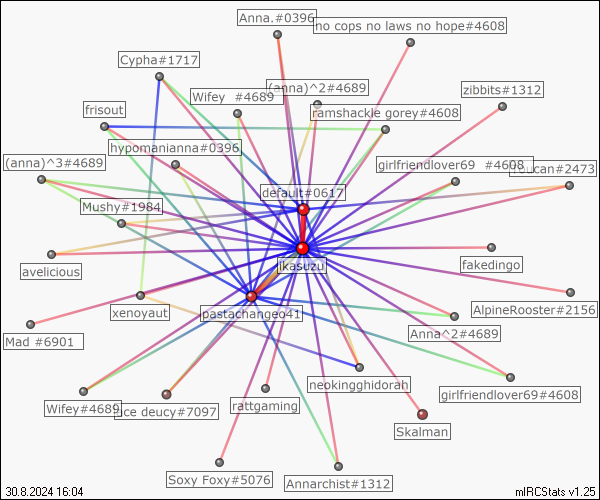 Anna.#0396
no cops no laws no hope#4608
Cypha#1717
(anna)^2#4689
zibbits#1312
Wifey #4689
frisout
ramshackle gorey#4608
hypomanianna#0396
(anna)^3#4689
girlfriendlover69 #4608
#2473
default#0617
Mushy#1984
avelicious
fakedingo
ikasuzu
xenoyaut
pastachangeo41
AlpineRooster#2156
Mad #6901
Anna^2#4689
neokingghidorah
girlfriendlover69#4608
Wifey#4689
deucy#7097
rattgaming
Skalman
Soxy Foxy#5076
Annarchist#1312
30.8.2024 16:04
mIRCStats v1.25